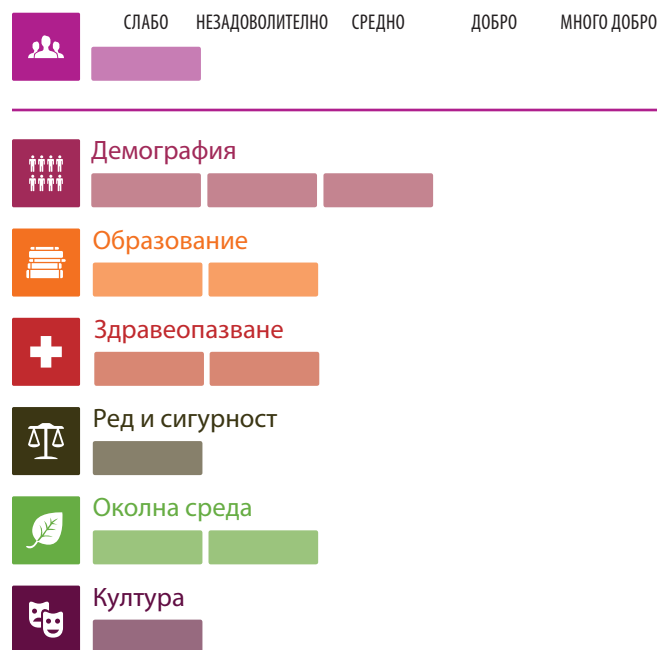 СЛАБО НЕЗАДОВОЛИТЕЛНО СРЕДНО ДОБРО МНОГО ДОБРО
Демография
Образование
Здравеопазване
Ред и сигурност
Околна среда
Култура